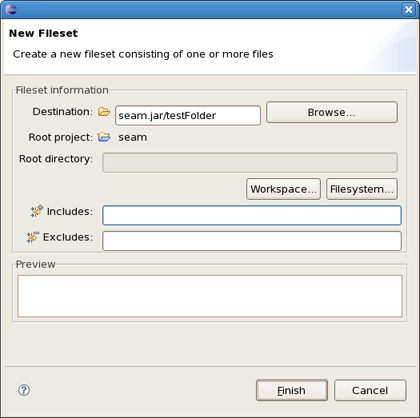 New Fileset
Create a new fileset consisting of one or more files
Fileset information
Destination: seam.jar/testFolder Browse...
Root project: seam
Root directory:
Workspace... Filesystem...
Includes:
Excludes:
Preview
Finish Cancel